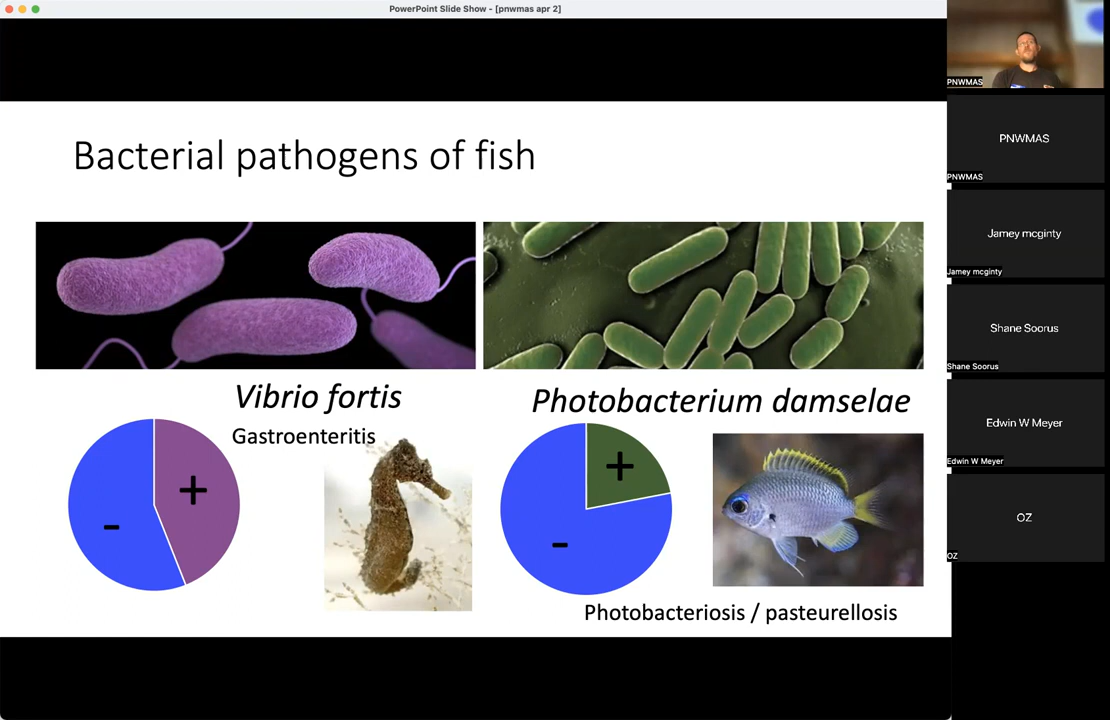 PowerPoint Slide Show - [pnwmas apr 2]
Bacterial pathogens of fish
Vibrio fortis
Gastroenteritis
+
-
Photobacterium damselae
+
-
Photobacteriosis / pasteurellosis
PNWMAS
PNWMAS
PNWMAS
Jamey mcginty
Jamey mcginty
Shane Soorus
Shane Soorus
Edwin W Meyer
Edwin W Meyer
OZ
OZ